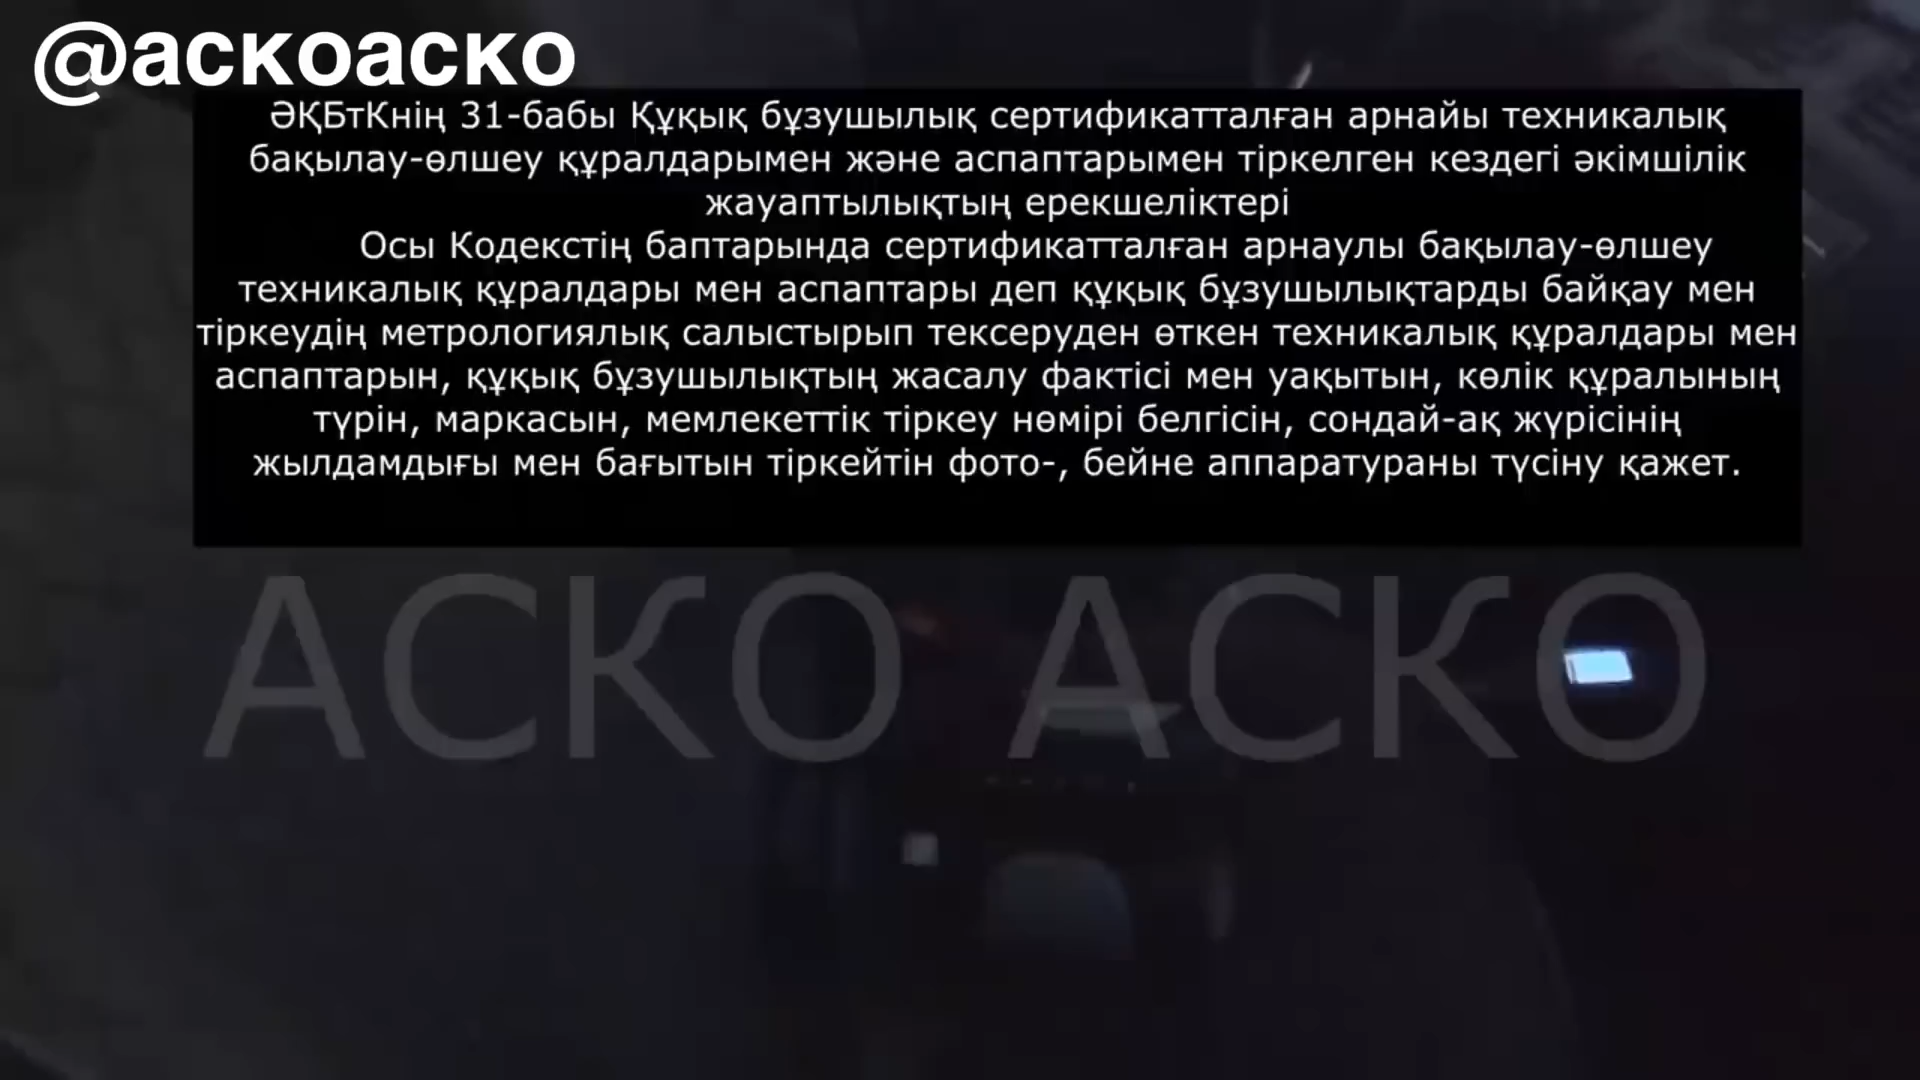 @аскоаско
ӘҚБтКнің 31-бабы Құқық бұзушылық сертификатталған арнайы техникалық
бақылау-өлшеу құралдарымен және аспаптарымен тіркелген кездегі әкімшілік
жауаптылықтың ерекшеліктері
Осы Кодекстің баптарында сертификатталған арнаулы бақылау-өлшеу
техникалық құралдары мен аспаптары деп құқық бұзушылықтарды байқау мен
тіркеудің метрологиялық салыстырып тексеруден өткен техникалық құралдары мен
аспаптарын, құқық бұзушылықтың жасалу фактісі мен уақытын, көлік құралының
түрін, маркасын, мемлекеттік тіркеу нөмірі белгісін, сондай-ақ жүрісінің
жылдамдығы мен бағытын тіркейтін фото-, бейне аппаратураны түсіну қажет.
АСКО АСКО